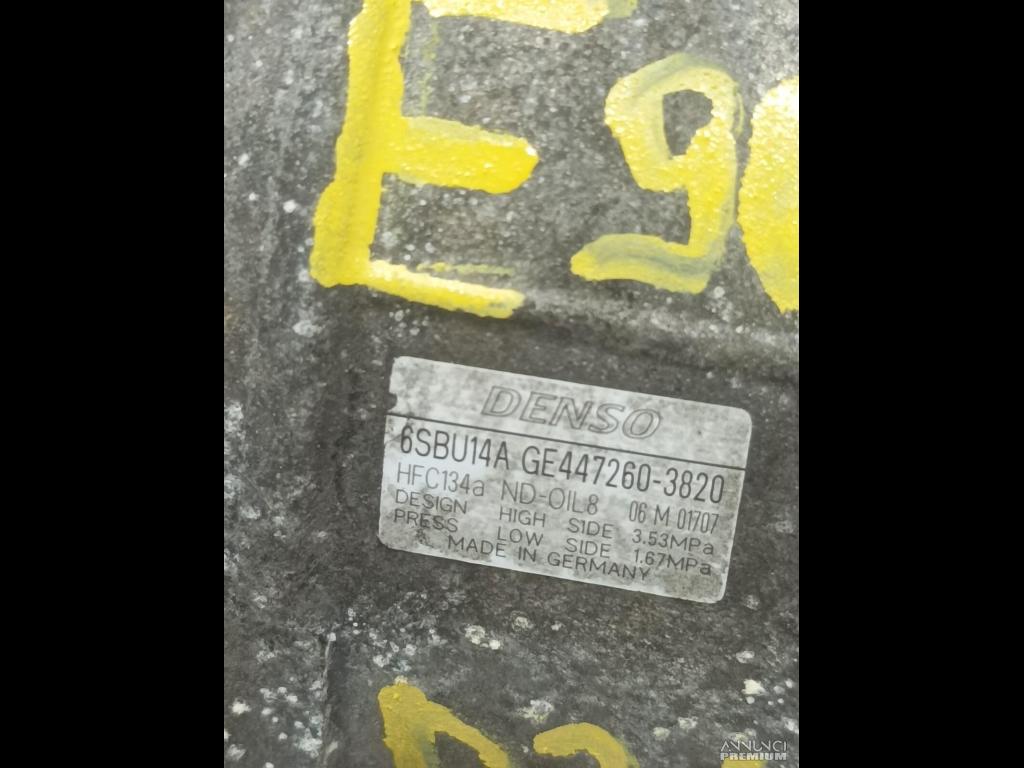 E90
DENSO
6SBU14A GE447260-3820
HFC134a ND-OIL8 06 M 01707
DESIGN HIGH SIDE 3.53MPa
PRESS LOW SIDE 1.67MPa
MADE IN GERMANY
ANNUNCI
PREMIUM